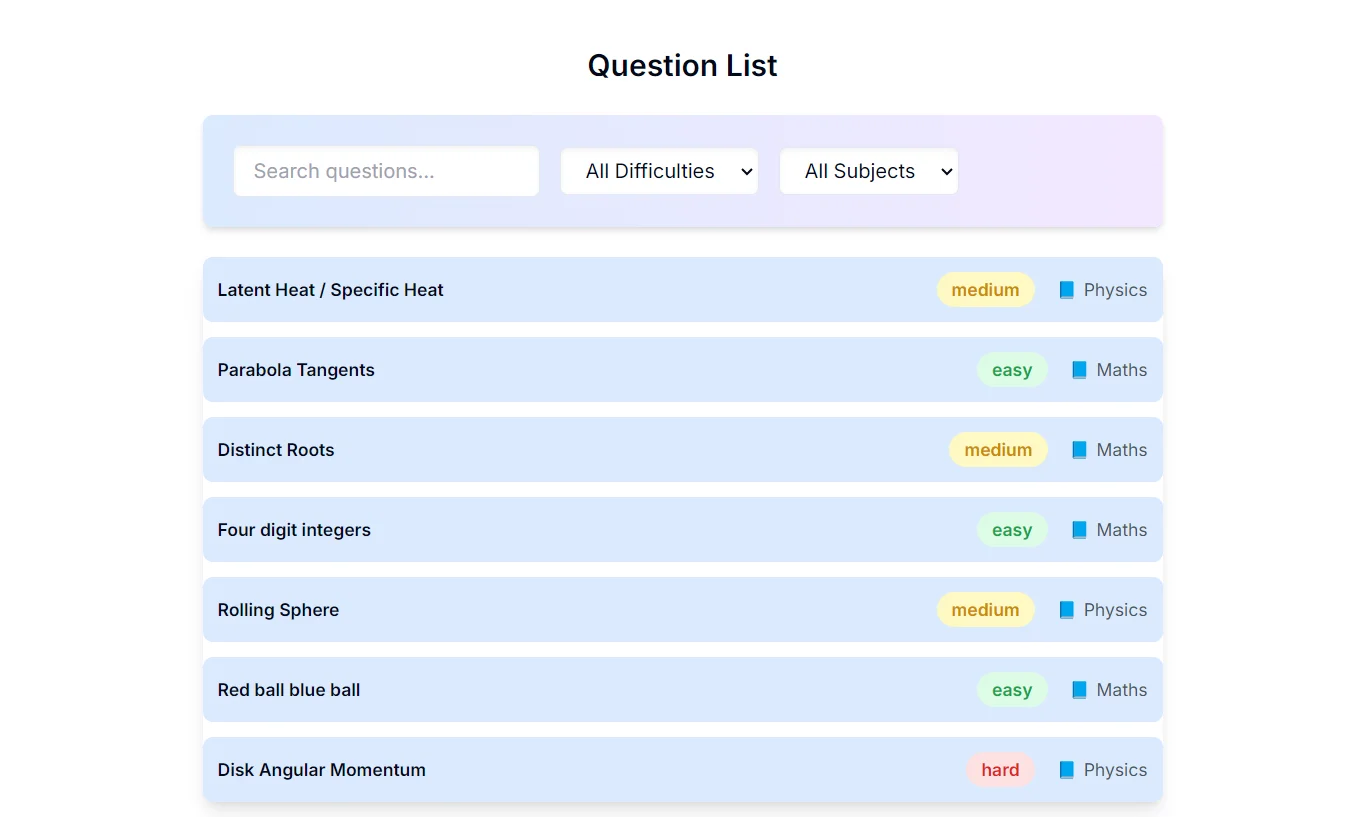 Question List
Search questions... All Difficulties All Subjects
Latent Heat / Specific Heat medium Physics
Parabola Tangents easy Maths
Distinct Roots medium Maths
Four digit integers easy Maths
Rolling Sphere medium Physics
Red ball blue ball easy Maths
Disk Angular Momentum hard Physics